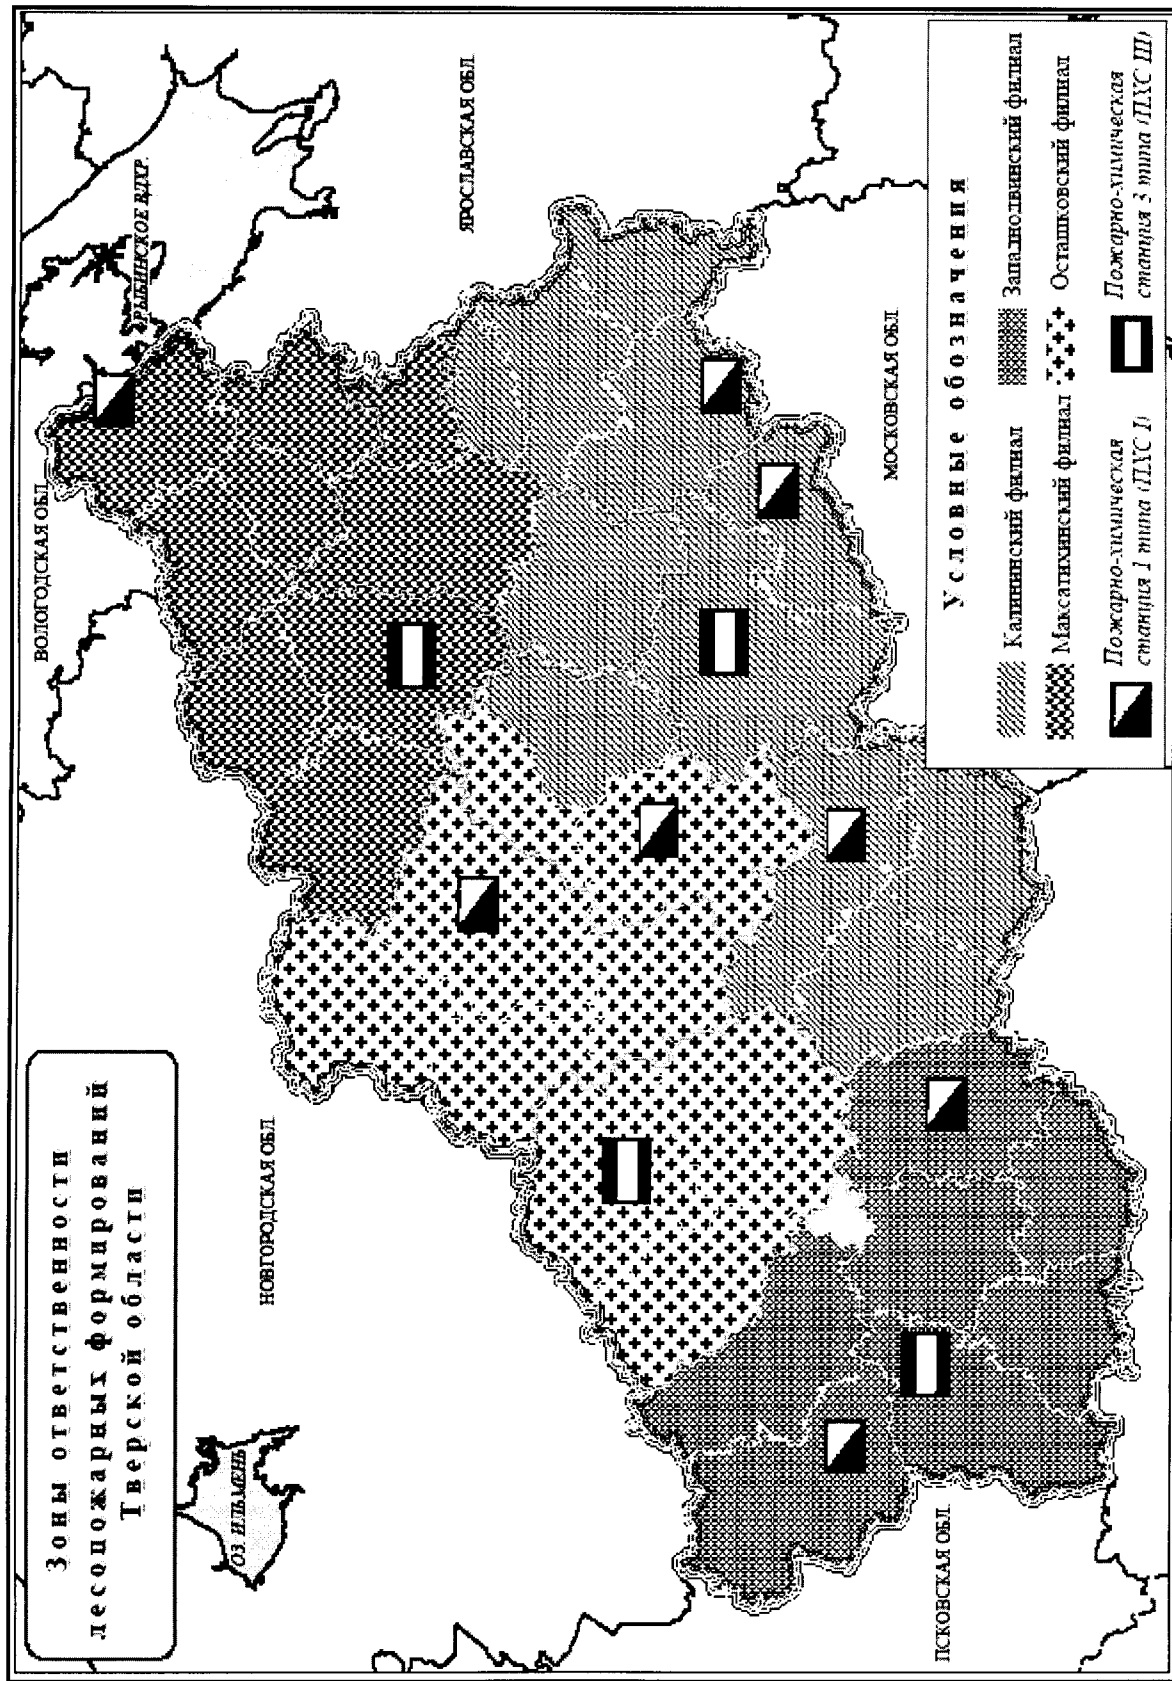 Зоны ответственности
лесопожарных формирований
Тверской области
ВОЛОГОДСКАЯ ОБЛ.
РЫБИНСКОЕ ВДХР.
НОВГОРОДСКАЯ ОБЛ.
ОЗ. ИЛЬМЕНЬ
ЯРОСЛАВСКАЯ ОБЛ.
МОСКОВСКАЯ ОБЛ.
ПСКОВСКАЯ ОБЛ.
Условные обозначения
Калининский филиал
Западнодвинский филиал
Максатихинский филиал
Осташковский филиал
Пожарно-химическая
станция 1 типа (ПХС I)
Пожарно-химическая
станция 3 типа (ПХС III)